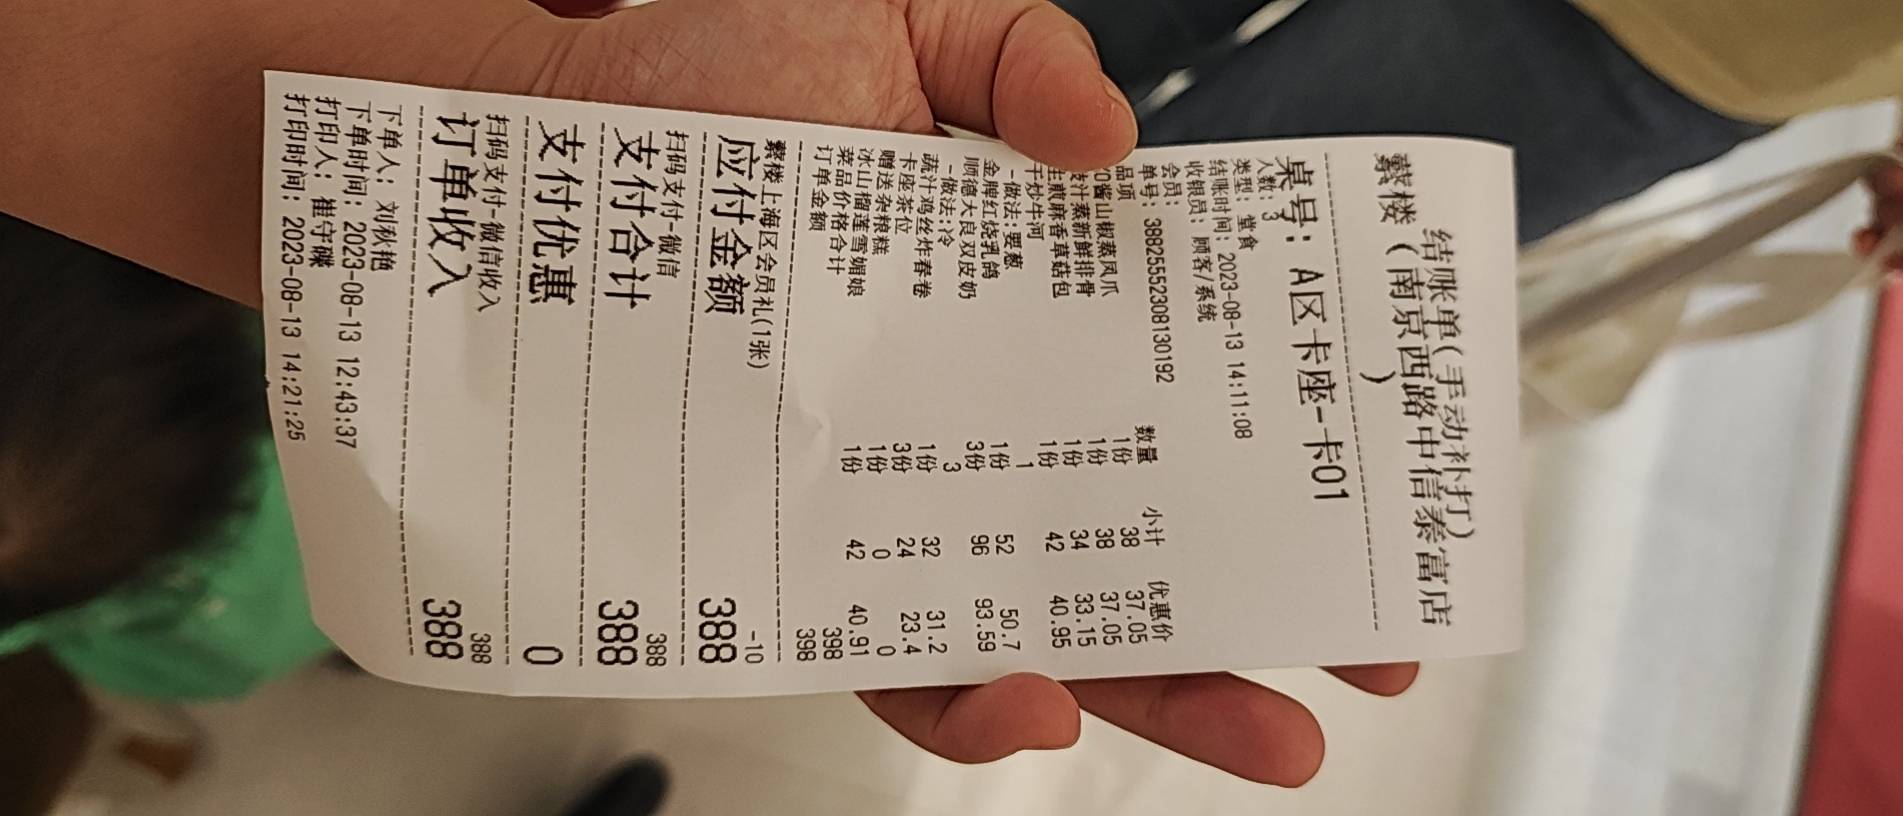 结账单(手动补打)
蘩楼（南京西路中信泰富店
）
桌号：A区卡座-卡01
人数：3
类型：堂食
结账时间：2023-08-13 14:11:08
收银员：顾客/系统
会员：
单号：38825552308130192
品项 数量 小计 优惠价
酱山椒蒸凤爪 1份 38 37.05
汁蒸新鲜排骨 1份 38 37.05
生煎麻香草菇包 1份 34 33.15
干炒牛河 1份 42 40.95
-做法:要葱 1
金牌红烧乳鸽 1份 52 50.7
顺德大良双皮奶 3份 96 93.59
-做法:冷 3
蔬汁鸡丝炸春卷 1份 32 31.2
卡座茶位 3份 24 23.4
赠送杂粮糕 1份 0 0
冰山榴莲雪媚娘 1份 42 40.91
菜品价格合计 398
订单金额 398
蘩楼上海区会员礼(1张) -10
应付金额 388
扫码支付-微信 388
支付合计 388
支付优惠 0
扫码支付-微信收入 388
订单收入 388
下单人：刘秋艳
下单时间：2023-08-13 12:43:37
打印人：崔守碟
打印时间：2023-08-13 14:21:25